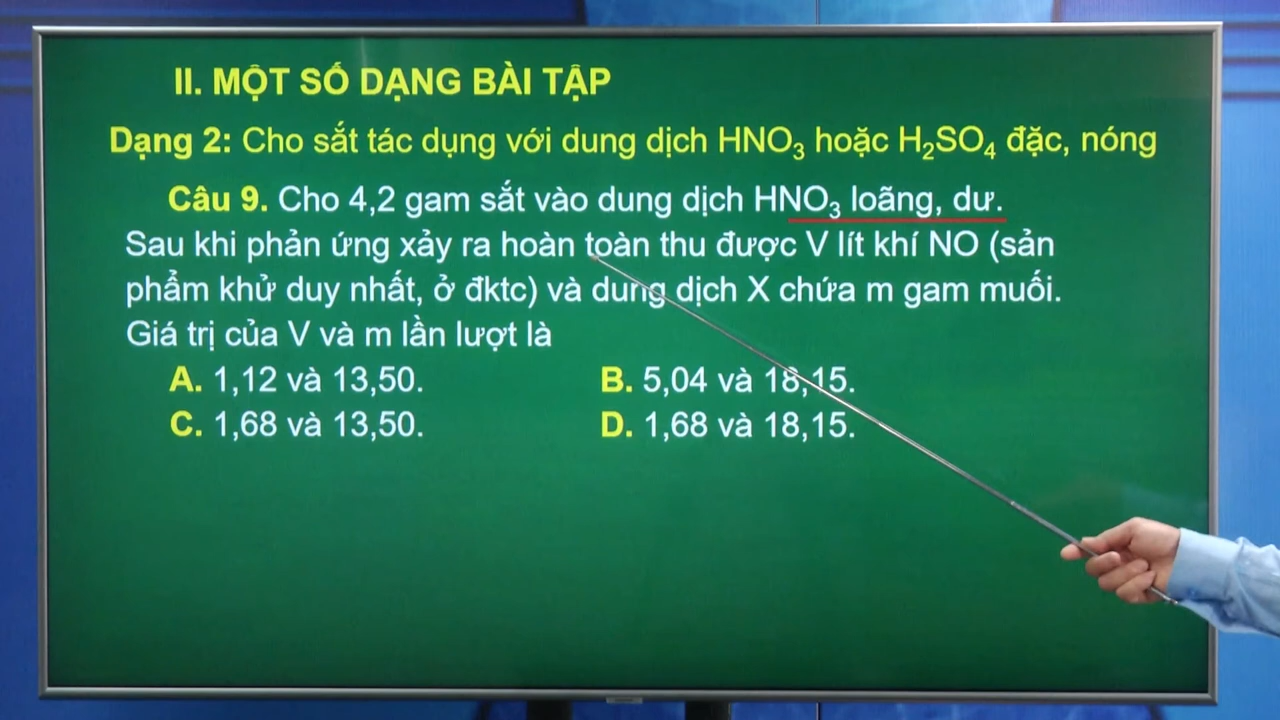 II. MỘT SỐ DẠNG BÀI TẬP
Dạng 2: Cho sắt tác dụng với dung dịch HNO₃ hoặc H₂SO₄ đặc, nóng
Câu 9. Cho 4,2 gam sắt vào dung dịch HNO₃ loãng, dư.
Sau khi phản ứng xảy ra hoàn toàn thu được V lít khí NO (sản
phẩm khử duy nhất, ở đktc) và dung dịch X chứa m gam muối.
Giá trị của V và m lần lượt là
A. 1,12 và 13,50. B. 5,04 và 18,15.
C. 1,68 và 13,50. D. 1,68 và 18,15.